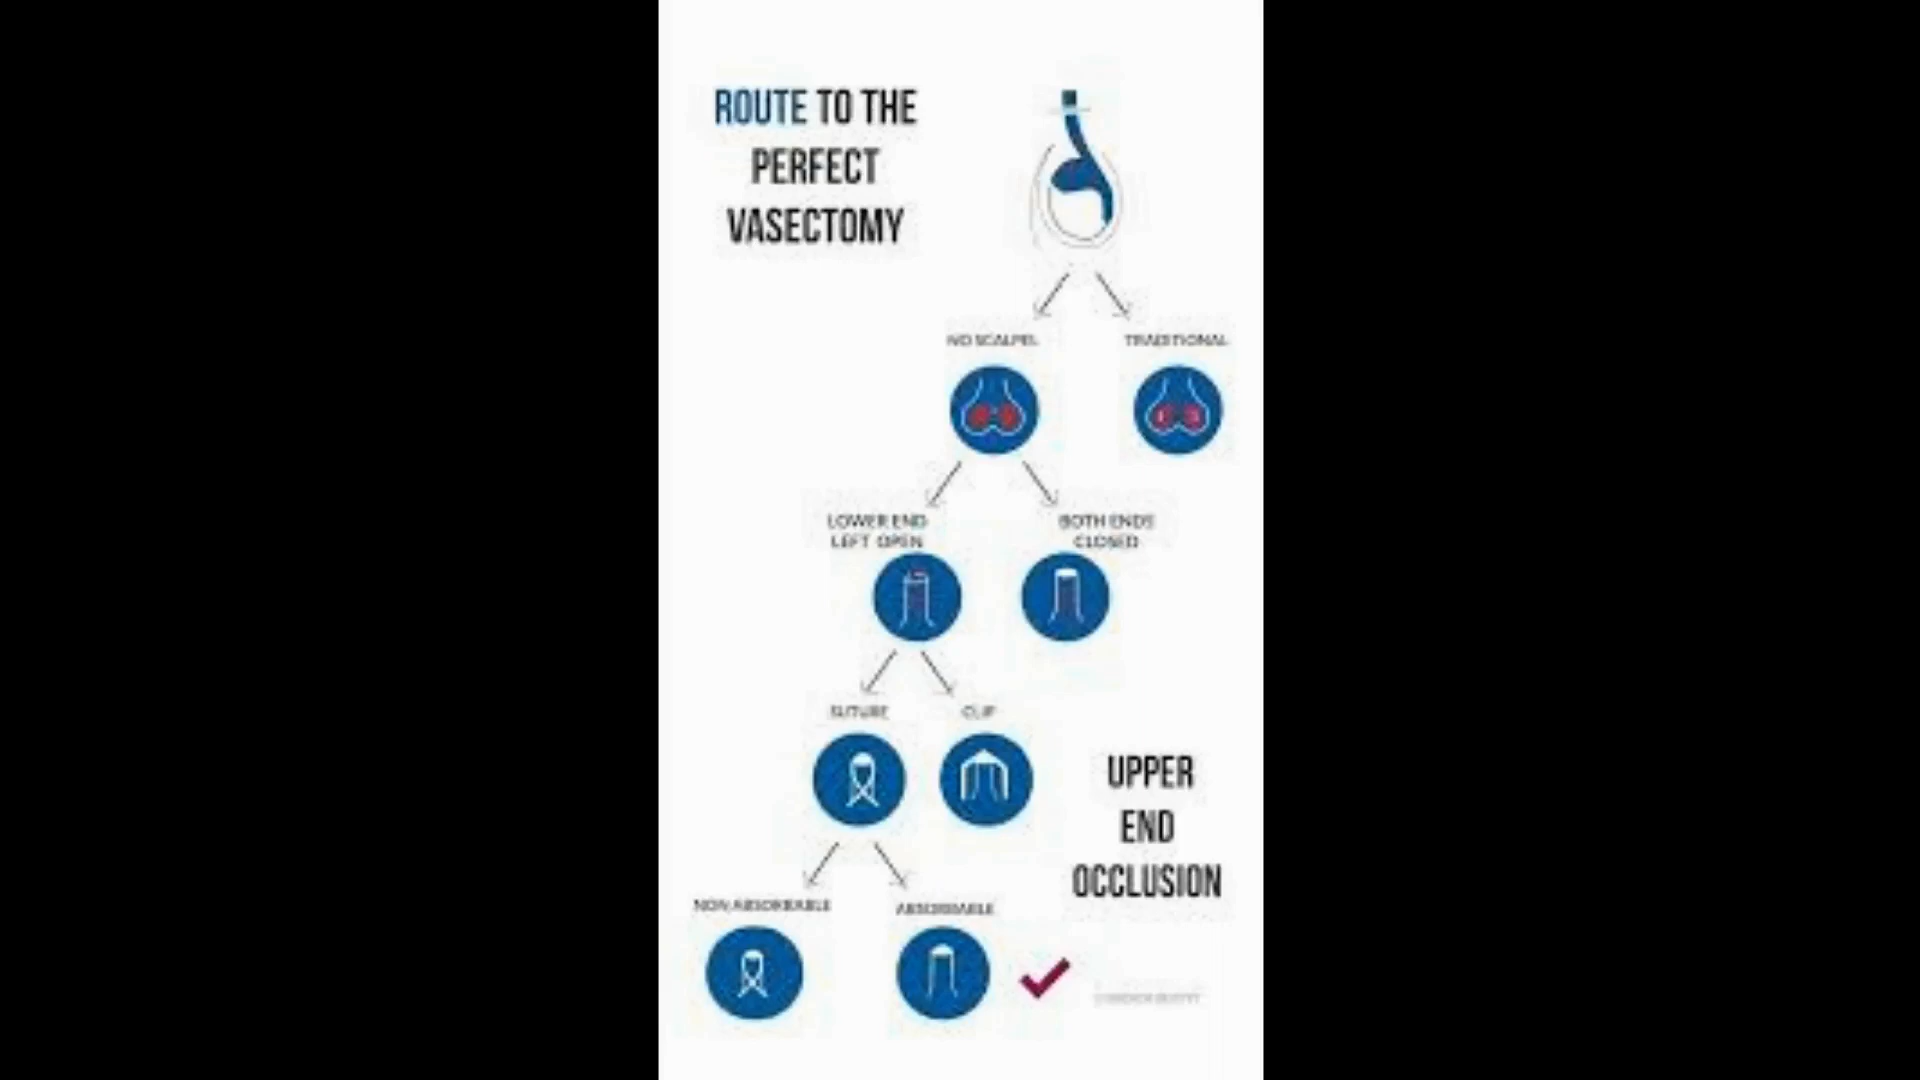 ROUTE TO THE
PERFECT
VASECTOMY
NO SCALPEL
TRADITIONAL
LOWER END
LEFT OPEN
BOTH ENDS
CLOSED
SUTURE
CLIP
UPPER
END
OCCLUSION
NON ABSORBABLE
ABSORBABLE